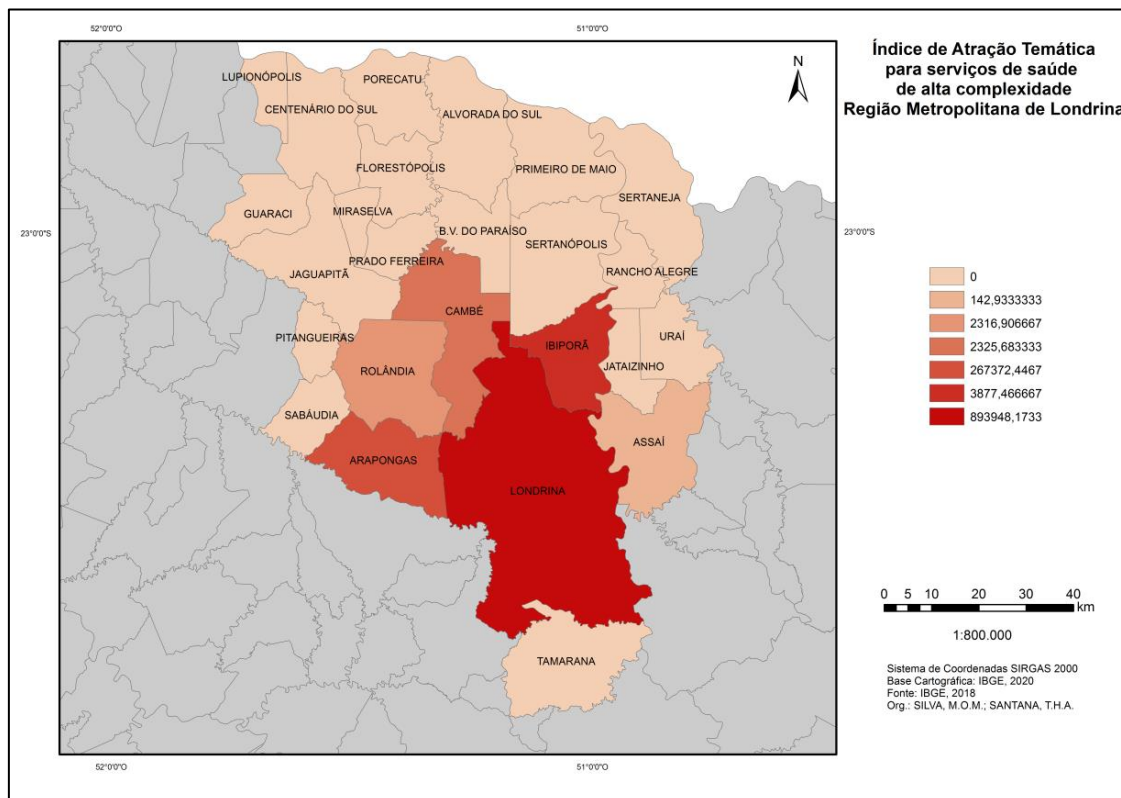 52°0'0"O
51°0'0"O
Índice de Atração Temática
para serviços de saúde
de alta complexidade
Região Metropolitana de Londrina
N
LUPIONÓPOLIS
PORECATU
CENTENÁRIO DO SUL
ALVORADA DO SUL
FLORESTÓPOLIS
PRIMEIRO DE MAIO
SERTANEJA
GUARACI
MIRASELVA
23°0'0"S
B.V. DO PARAÍSO
23°0'0"S
SERTANÓPOLIS
PRADO FERREIRA
JAGUAPITÃ
RANCHO ALEGRE
CAMBÉ
PITANGUEIRAS
URAÍ
IBIPORÃ
JATAIZINHO
ROLÂNDIA
SABÁUDIA
ASSAÍ
ARAPONGAS
LONDRINA
TAMARANA
0
142,9333333
2316,906667
2325,683333
267372,4467
3877,466667
893948,1733
0 5 10 20 30 40
km
1:800.000
Sistema de Coordenadas SIRGAS 2000
Base Cartográfica: IBGE, 2020
Fonte: IBGE, 2018
Org.: SILVA, M.O.M.; SANTANA, T.H.A.
52°0'0"O
51°0'0"O